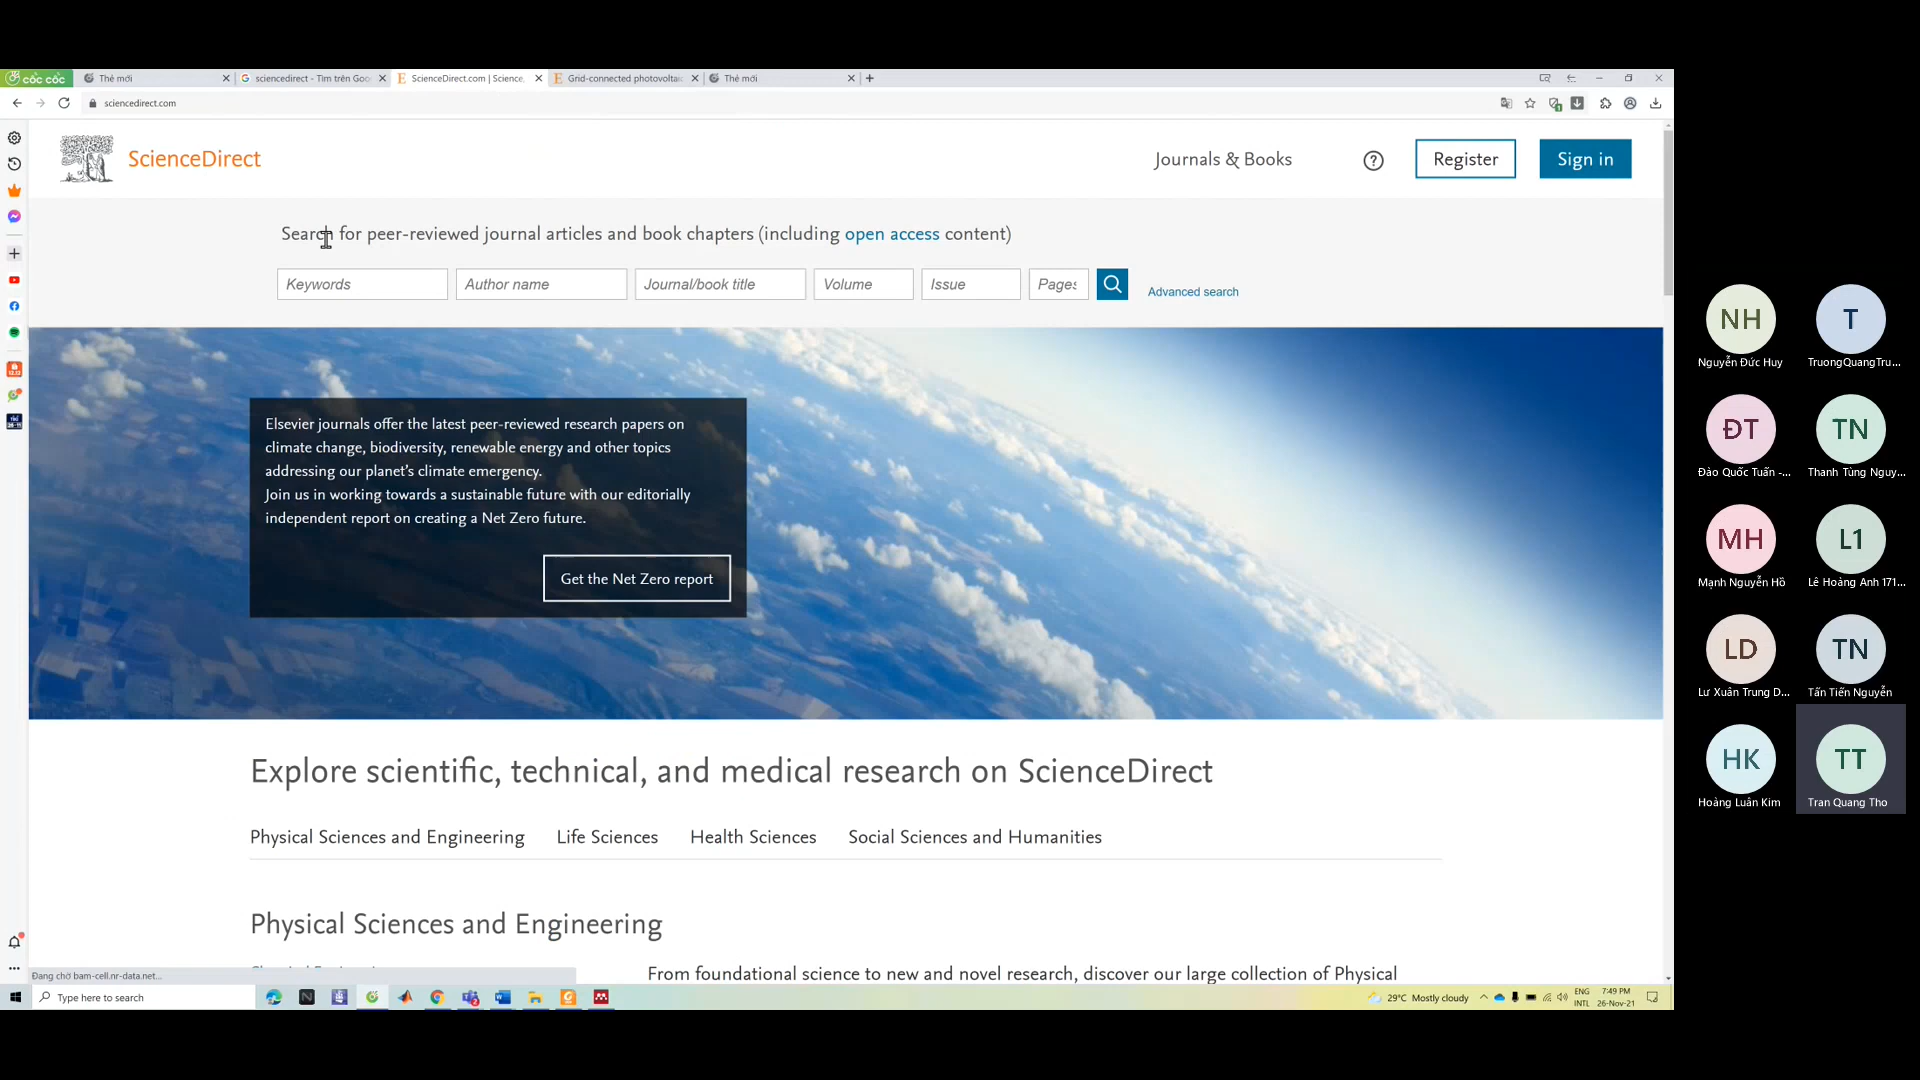 cốc cốc
Thẻ mới
sciencedirect - Tìm trên Goo
ScienceDirect.com | Science,
Grid-connected photovoltaic
Thẻ mới
sciencedirect.com
ScienceDirect
Journals & Books
Register
Sign in
Search for peer-reviewed journal articles and book chapters (including open access content)
Keywords
Author name
Journal/book title
Volume
Issue
Pages
Advanced search
Elsevier journals offer the latest peer-reviewed research papers on
climate change, biodiversity, renewable energy and other topics
addressing our planet's climate emergency.
Join us in working towards a sustainable future with our editorially
independent report on creating a Net Zero future.
Get the Net Zero report
Explore scientific, technical, and medical research on ScienceDirect
Physical Sciences and Engineering
Life Sciences
Health Sciences
Social Sciences and Humanities
Physical Sciences and Engineering
From foundational science to new and novel research, discover our large collection of Physical
Đang chờ bam-cell.nr-data.net...
Type here to search
29°C Mostly cloudy
ENG
INTL
7:49 PM
26-Nov-21
NH
Nguyễn Đức Huy
T
TruongQuangTru...
ĐT
Đào Quốc Tuấn -...
TN
Thanh Tùng Nguy...
MH
Mạnh Nguyễn Hồ
L1
Lê Hoàng Anh 171...
LD
Lư Xuân Trung D...
TN
Tấn Tiến Nguyễn
HK
Hoàng Luân Kim
TT
Tran Quang Tho